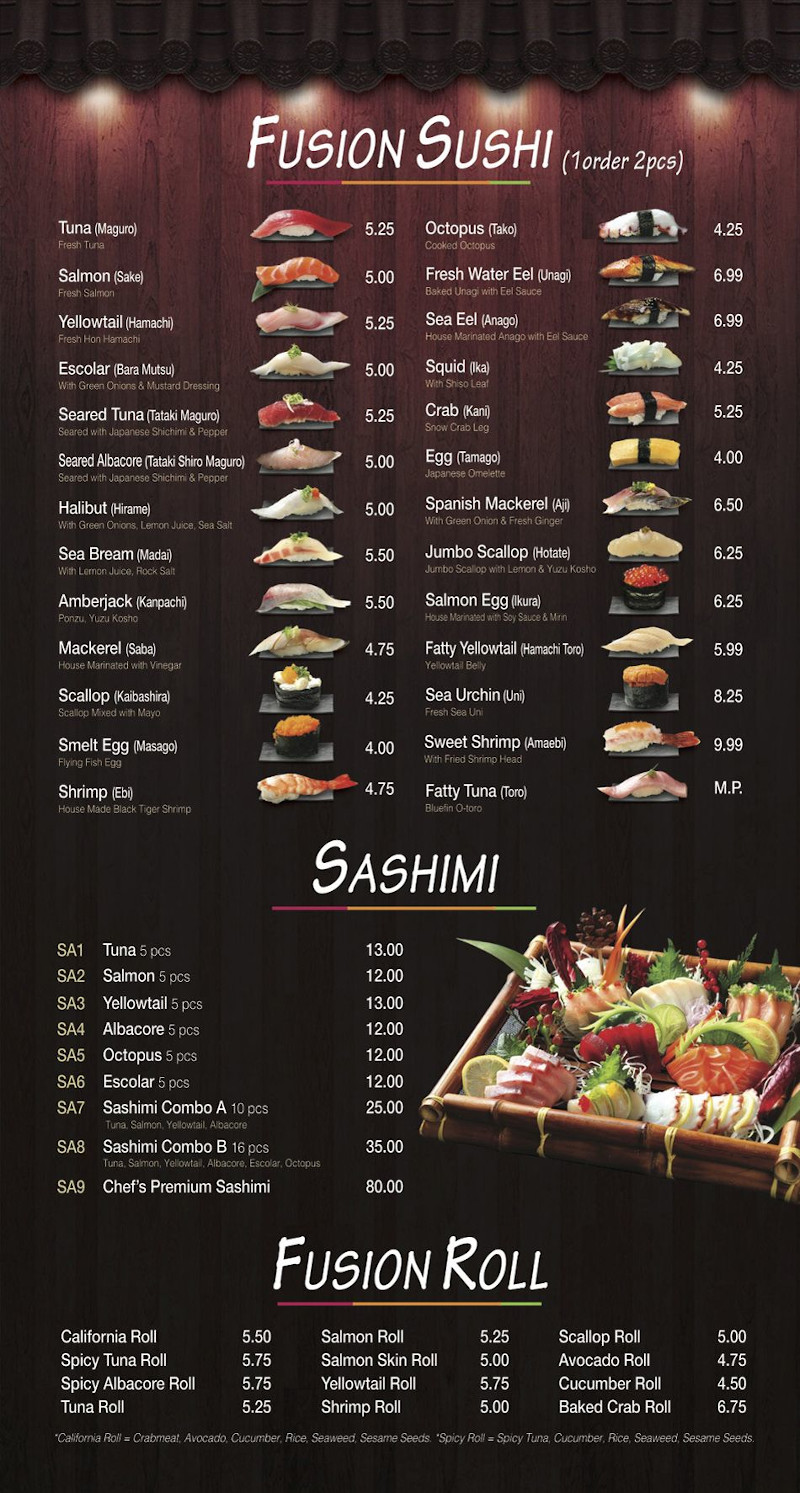 FUSION SUSHI (1order 2pcs)
Tuna (Maguro) 5.25
Fresh Tuna
Salmon (Sake) 5.00
Fresh Salmon
Yellowtail (Hamachi) 5.25
Fresh Hon Hamachi
Escolar (Bara Mutsu) 5.00
With Green Onions & Mustard Dressing
Seared Tuna (Tataki Maguro) 5.25
Seared with Japanese Shichimi & Pepper
Seared Albacore (Tataki Shiro Maguro) 5.00
Seared with Japanese Shichimi & Pepper
Halibut (Hirame) 5.00
With Green Onions, Lemon Juice, Sea Salt
Sea Bream (Madai) 5.50
With Lemon Juice, Rock Salt
Amberjack (Kanpachi) 5.50
Ponzu, Yuzu Kosho
Mackerel (Saba) 4.75
House Marinated with Vinegar
Scallop (Kaibashira) 4.25
Scallop Mixed with Mayo
Smelt Egg (Masago) 4.00
Flying Fish Egg
Shrimp (Ebi) 4.75
House Made Black Tiger Shrimp
Octopus (Tako) 4.25
Cooked Octopus
Fresh Water Eel (Unagi) 6.99
Baked Unagi with Eel Sauce
Sea Eel (Anago) 6.99
House Marinated Anago with Eel Sauce
Squid (Ika) 4.25
With Shiso Leaf
Crab (Kani) 5.25
Snow Crab Leg
Egg (Tamago) 4.00
Japanese Omelette
Spanish Mackerel (Aji) 6.50
With Green Onion & Fresh Ginger
Jumbo Scallop (Hotate) 6.25
Jumbo Scallop with Lemon & Yuzu Kosho
Salmon Egg (Ikura) 6.25
House Marinated with Soy Sauce & Mirin
Fatty Yellowtail (Hamachi Toro) 5.99
Yellowtail Belly
Sea Urchin (Uni) 8.25
Fresh Sea Uni
Sweet Shrimp (Amaebi) 9.99
With Fried Shrimp Head
Fatty Tuna (Toro) M.P.
Bluefin O-toro
SASHIMI
SA1 Tuna 5 pcs 13.00
SA2 Salmon 5 pcs 12.00
SA3 Yellowtail 5 pcs 13.00
SA4 Albacore 5 pcs 12.00
SA5 Octopus 5 pcs 12.00
SA6 Escolar 5 pcs 12.00
SA7 Sashimi Combo A 10 pcs 25.00
Tuna, Salmon, Yellowtail, Albacore
SA8 Sashimi Combo B 16 pcs 35.00
Tuna, Salmon, Yellowtail, Albacore, Escolar, Octopus
SA9 Chef's Premium Sashimi 80.00
FUSION ROLL
California Roll 5.50
Spicy Tuna Roll 5.75
Spicy Albacore Roll 5.75
Tuna Roll 5.25
Salmon Roll 5.25
Salmon Skin Roll 5.00
Yellowtail Roll 5.75
Shrimp Roll 5.00
Scallop Roll 5.00
Avocado Roll 4.75
Cucumber Roll 4.50
Baked Crab Roll 6.75
*California Roll = Crabmeat, Avocado, Cucumber, Rice, Seaweed, Sesame Seeds. *Spicy Roll = Spicy Tuna, Cucumber, Rice, Seaweed, Sesame Seeds.